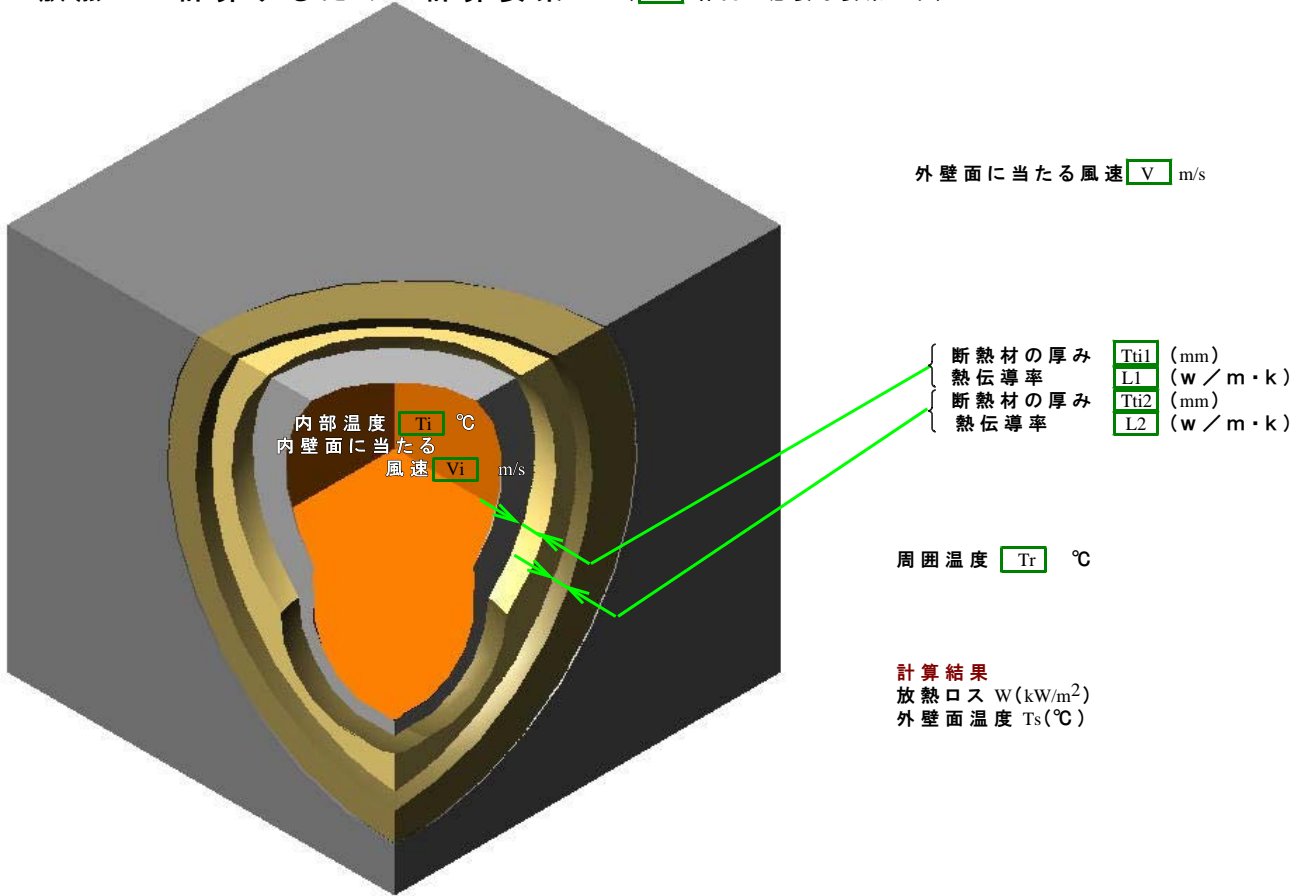 外壁面に当たる風速 V m/s
断熱材の厚み Tti1 (mm)
熱伝導率 L1 (w/m・k)
断熱材の厚み Tti2 (mm)
熱伝導率 L2 (w/m・k)
内部温度 Ti ℃
内壁面に当たる
風速 Vi m/s
周囲温度 Tr ℃
計算結果
放熱ロス W(kW/m²)
外壁面温度 Ts(℃)